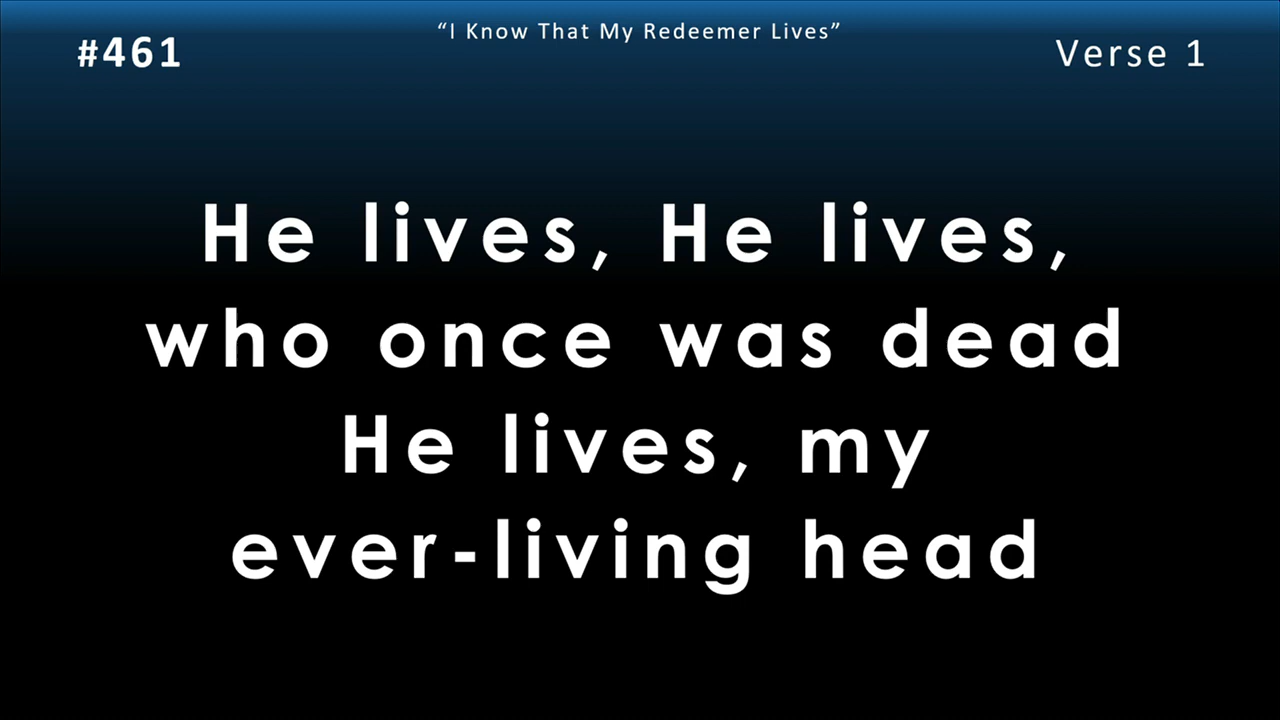 "I Know That My Redeemer Lives"
#461
Verse 1
He lives, He lives,
who once was dead
He lives, my
ever-living head